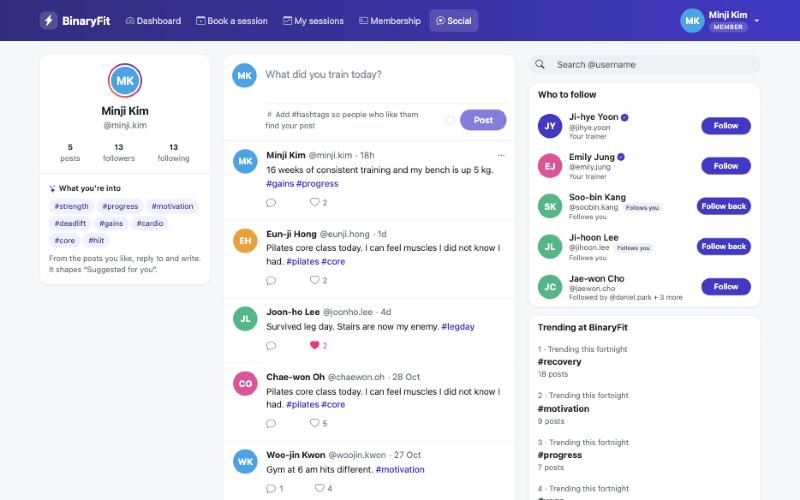 BinaryFit
Dashboard
Book a session
My sessions
Membership
Social
MK
Minji Kim
MEMBER
MK
Minji Kim
@minji.kim
5 13 13
posts followers following
What you're into
#strength #progress #motivation
#deadlift #gains #cardio
#core #hiit
From the posts you like, reply to and write.
It shapes “Suggested for you”.
MK
What did you train today?
# Add #hashtags so people who like them
find your post
Post
MK
Minji Kim @minji.kim · 18h
16 weeks of consistent training and my bench is up 5 kg.
#gains #progress
2
EH
Eun-ji Hong @eunji.hong · 1d
Pilates core class today. I can feel muscles I did not know I
had. #pilates #core
2
JL
Joon-ho Lee @joonho.lee · 4d
Survived leg day. Stairs are now my enemy. #legday
2
CO
Chae-won Oh @chaewon.oh · 28 Oct
Pilates core class today. I can feel muscles I did not know I
had. #pilates #core
5
WK
Woo-jin Kwon @woojin.kwon · 27 Oct
Gym at 6 am hits different. #motivation
1 4
Search @username
Who to follow
JY
Ji-hye Yoon
@jihye.yoon
Your trainer
Follow
EJ
Emily Jung
@emily.jung
Your trainer
Follow
SK
Soo-bin Kang
@soobin.kang Follows you
Follows you
Follow back
JL
Ji-hoon Lee
@jihoon.lee Follows you
Follows you
Follow back
JC
Jae-won Cho
@jaewon.cho
Followed by @daniel.park + 3 more
Follow
Trending at BinaryFit
1 · Trending this fortnight
#recovery
18 posts
2 · Trending this fortnight
#motivation
9 posts
3 · Trending this fortnight
#progress
7 posts
4 · Trending this fortnight